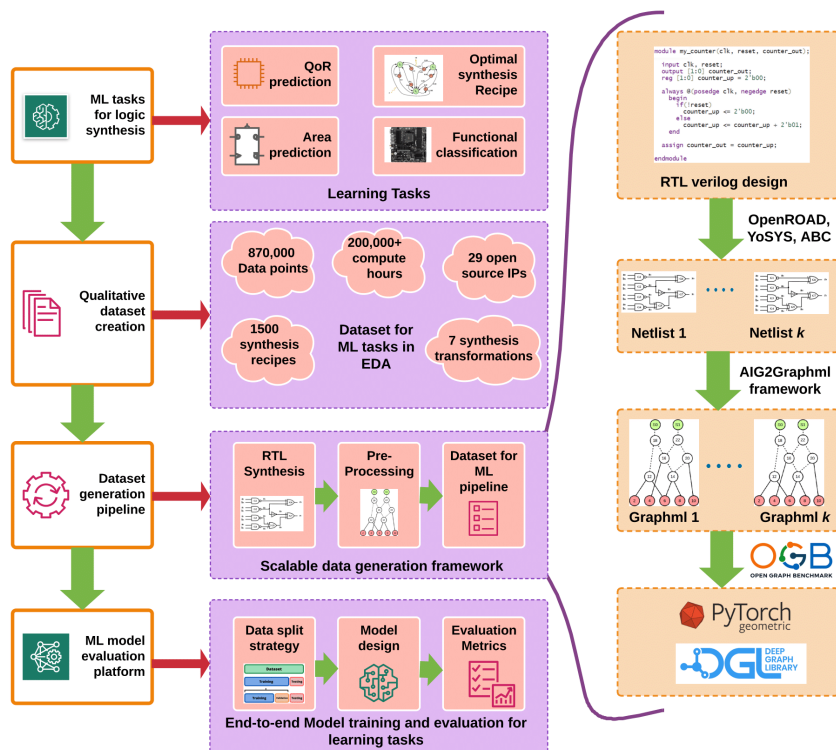 ML tasks
for logic
synthesis
QoR
prediction
Optimal
synthesis
Recipe
Area
prediction
Functional
classification
Learning Tasks
Qualitative
dataset
creation
870,000
Data points
200,000+
compute
hours
29 open
source IPs
1500
synthesis
recipes
Dataset for
ML tasks in
EDA
7 synthesis
transformations
Dataset
generation
pipeline
RTL
Synthesis
Pre-
Processing
Dataset for
ML
pipeline
Scalable data generation framework
ML model
evaluation
platform
Data split
strategy
Dataset
Training
Testing
Training
Testing
Model
design
Evaluation
Metrics
End-to-end Model training and evaluation for
learning tasks
module my_counter(clk, reset, counter_out);
input clk, reset;
output [1:0] counter_out;
reg [1:0] counter_up = 2'b00;
always @(posedge clk, negedge reset)
begin
if(!reset)
counter_up <= 2'b00;
else
counter_up <= counter_up + 2'b01;
end
assign counter_out = counter_up;
endmodule
RTL verilog design
OpenROAD,
YoSYS, ABC
Netlist 1
Netlist k
AIG2Graphml
framework
Graphml 1
Graphml k
OGB
OPEN GRAPH BENCHMARK
PyTorch
geometric
DGL
DEEP
GRAPH
LIBRARY